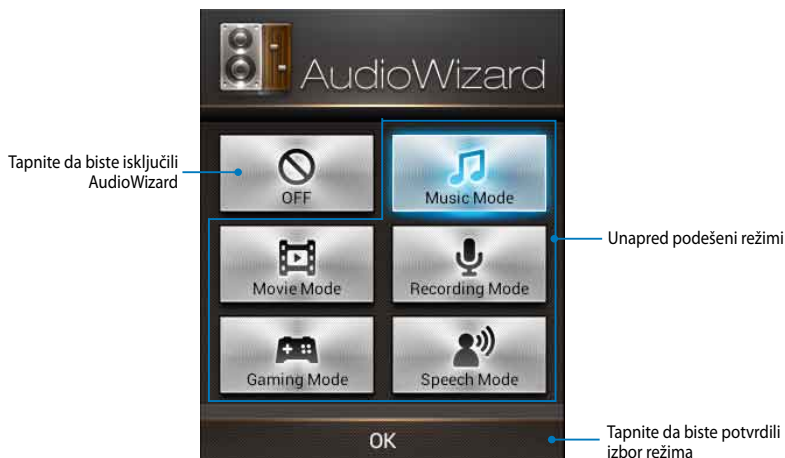 AudioWizard
Tapnite da biste isključili
AudioWizard
OFF
Music Mode
Movie Mode
Recording Mode
Unapred podešeni režimi
Gaming Mode
Speech Mode
OK
Tapnite da biste potvrdili
izbor režima